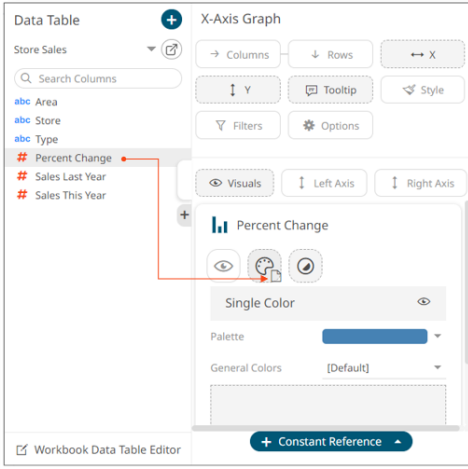 Data Table
X-Axis Graph
Store Sales
Columns
Rows
X
Search Columns
Y
Tooltip
Style
abc Area
abc Store
Filters
Options
abc Type
# Percent Change
# Sales Last Year
Visuals
Left Axis
Right Axis
# Sales This Year
Percent Change
Single Color
Palette
General Colors
[Default]
Workbook Data Table Editor
+ Constant Reference